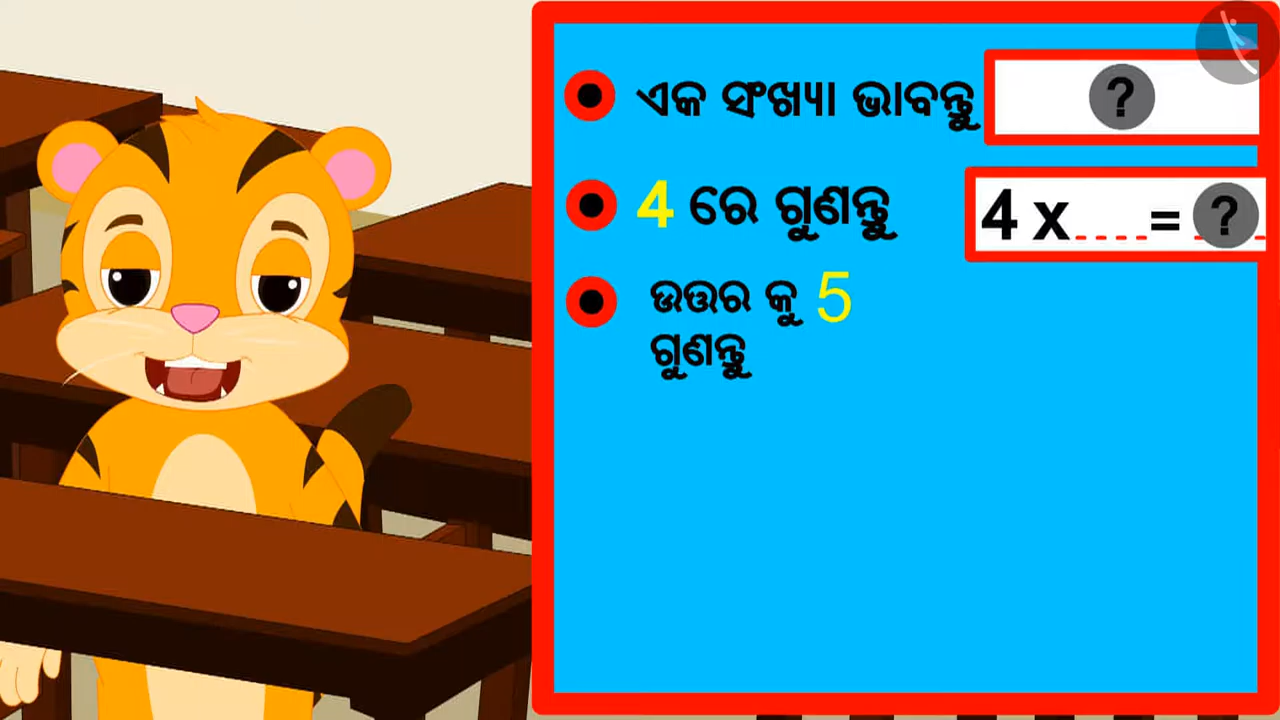 ଏକ ସଂଖ୍ୟା ଭାବନ୍ତୁ ?
4 ରେ ଗୁଣନ୍ତୁ 4 x....= ?
ଉତ୍ତର କୁ 5
ଗୁଣନ୍ତୁ